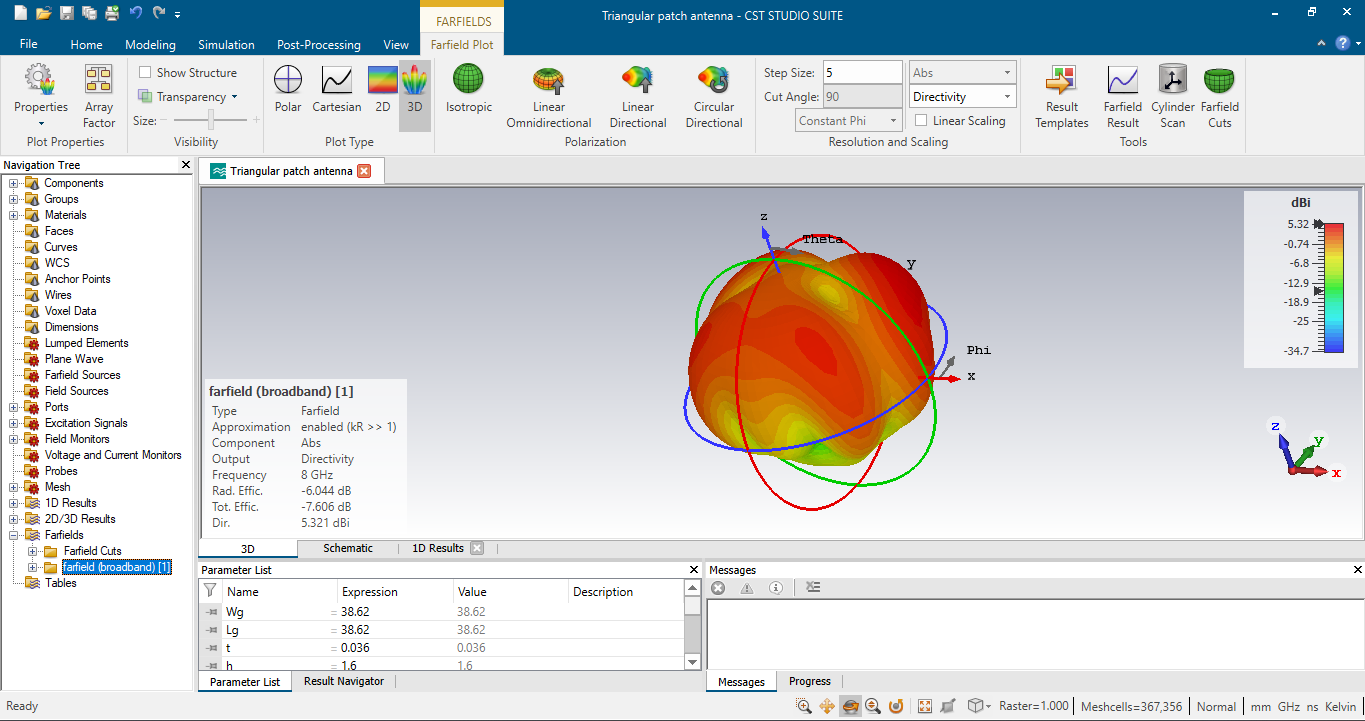 Triangular patch antenna - CST STUDIO SUITE
FARFIELDS
File Home Modeling Simulation Post-Processing View Farfield Plot
Properties
Array Factor
Plot Properties
Show Structure
Transparency
Size:
Visibility
Polar
Cartesian
2D
3D
Plot Type
Isotropic
Linear Omnidirectional
Linear Directional
Circular Directional
Polarization
Step Size: 5
Cut Angle: 90
Constant Phi
Abs
Directivity
Linear Scaling
Resolution and Scaling
Result Templates
Farfield Result
Cylinder Scan
Farfield Cuts
Tools
Navigation Tree
Components
Groups
Materials
Faces
Curves
WCS
Anchor Points
Wires
Voxel Data
Dimensions
Lumped Elements
Plane Wave
Farfield Sources
Field Sources
Ports
Excitation Signals
Field Monitors
Voltage and Current Monitors
Probes
Mesh
1D Results
2D/3D Results
Farfields
Farfield Cuts
farfield (broadband) [1]
Tables
Triangular patch antenna
z
Theta
y
Phi
x
dBi
5.32
-0.74
-6.8
-12.9
-18.9
-25
-34.7
z
y
x
farfield (broadband) [1]
Type Farfield
Approximation enabled (kR >> 1)
Component Abs
Output Directivity
Frequency 8 GHz
Rad. Effic. -6.044 dB
Tot. Effic. -7.606 dB
Dir. 5.321 dBi
3D Schematic 1D Results
Parameter List
Name Expression Value Description
Wg = 38.62 38.62
Lg = 38.62 38.62
t = 0.036 0.036
h = 1.6 1.6
Parameter List Result Navigator
Messages
Messages Progress
Ready
Raster=1.000 Meshcells=367,356 Normal mm GHz ns Kelvin